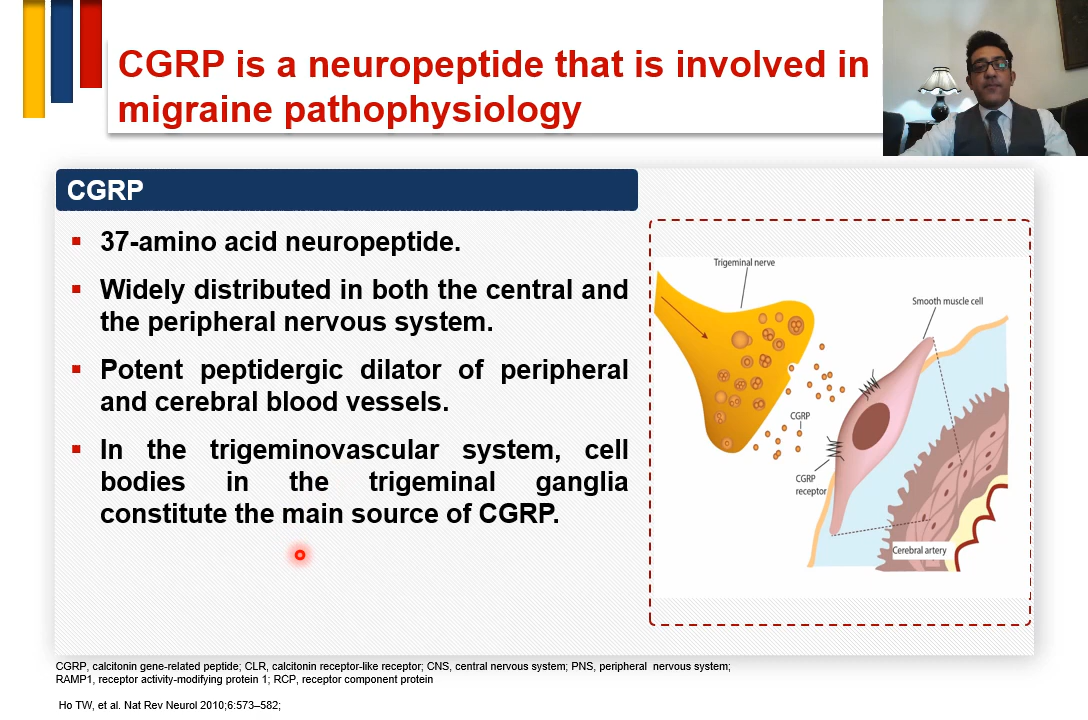 CGRP is a neuropeptide that is involved in
migraine pathophysiology
CGRP
37-amino acid neuropeptide.
Widely distributed in both the central and
the peripheral nervous system.
Potent peptidergic dilator of peripheral
and cerebral blood vessels.
In the trigeminovascular system, cell
bodies in the trigeminal ganglia
constitute the main source of CGRP.
Trigeminal nerve
Smooth muscle cell
CGRP
CGRP
receptor
Cerebral artery
CGRP, calcitonin gene-related peptide; CLR, calcitonin receptor-like receptor; CNS, central nervous system; PNS, peripheral nervous system;
RAMP1, receptor activity-modifying protein 1; RCP, receptor component protein
Ho TW, et al. Nat Rev Neurol 2010;6:573–582;